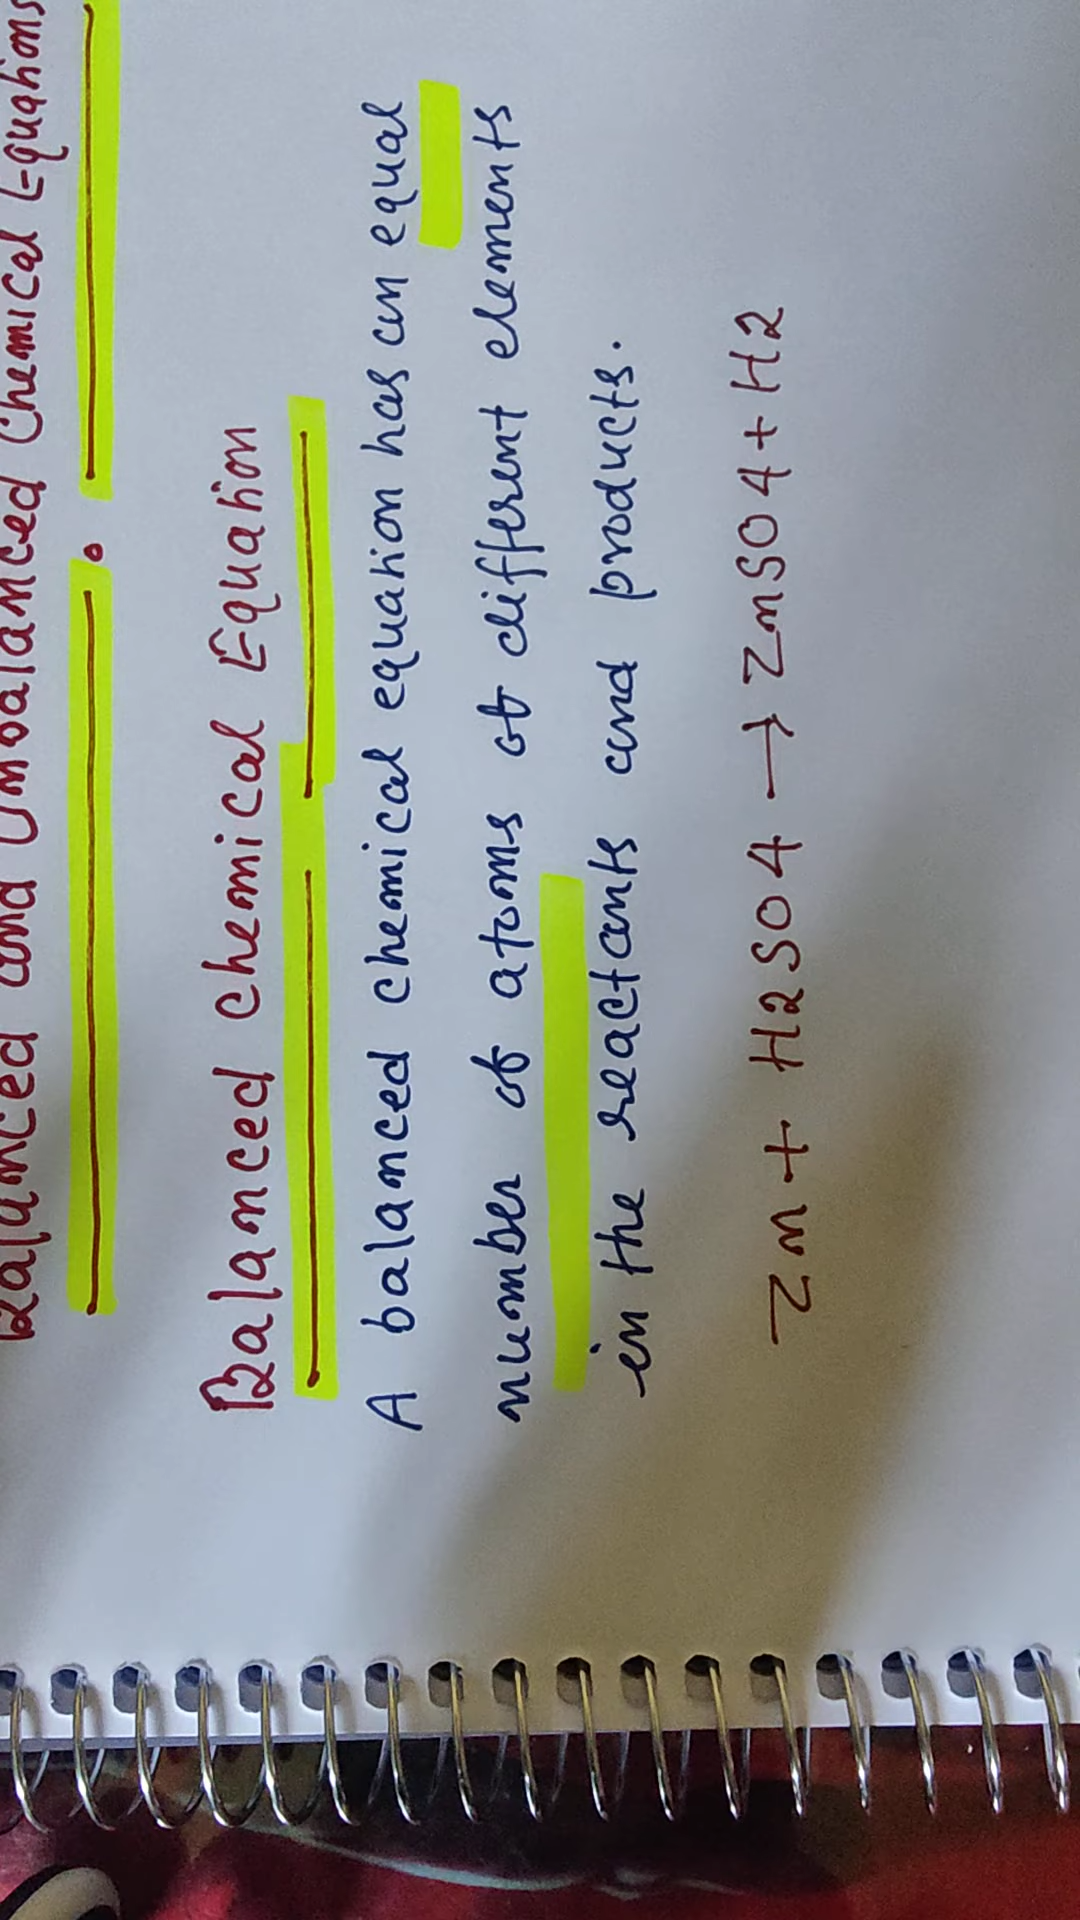 Balanced and Unbalanced Chemical Equations.
Balanced Chemical Equation
A balanced chemical equation has an equal
number of atoms of different elements
in the reactants and products.
Zn + H2SO4 → ZnSO4 + H2